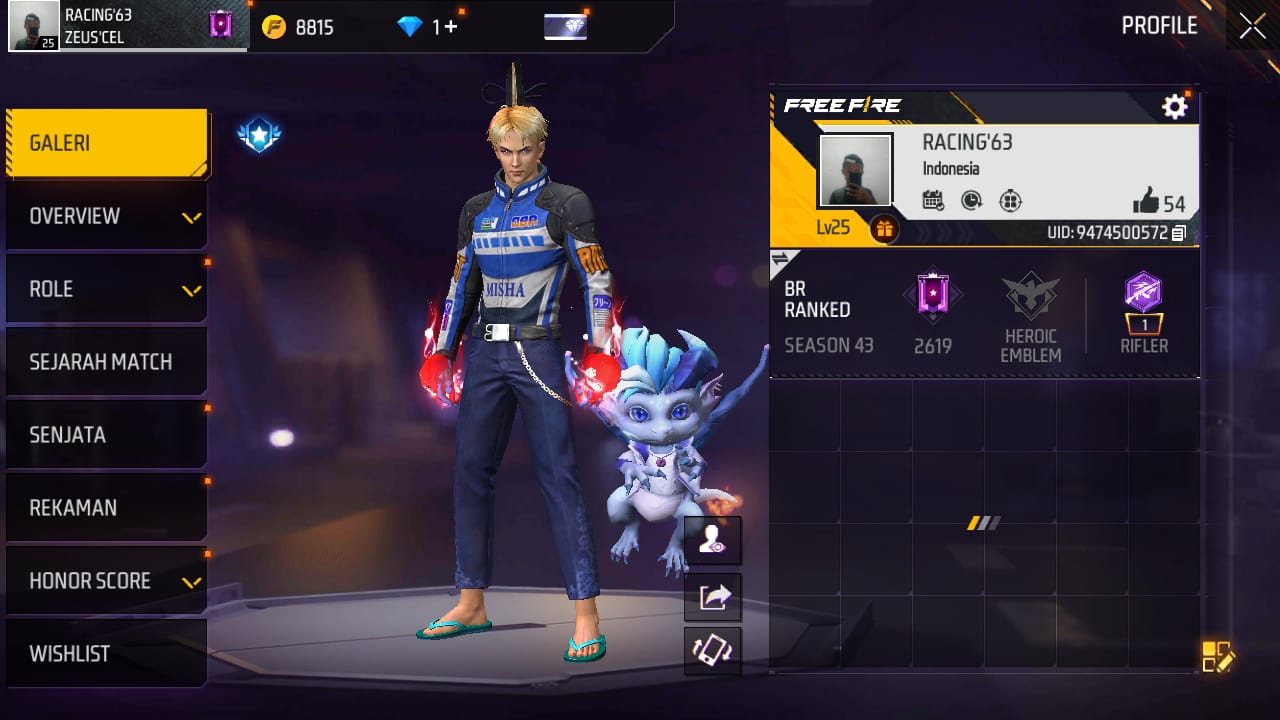 RACING'63
ZEUS'CEL
25
8815
1+
PROFILE
GALERI
OVERVIEW
ROLE
SEJARAH MATCH
SENJATA
REKAMAN
HONOR SCORE
WISHLIST
MISHA
FREE FIRE
RACING'63
Indonesia
54
Lv25
UID: 9474500572
BR
RANKED
SEASON 43
2619
HEROIC
EMBLEM
1
RIFLER